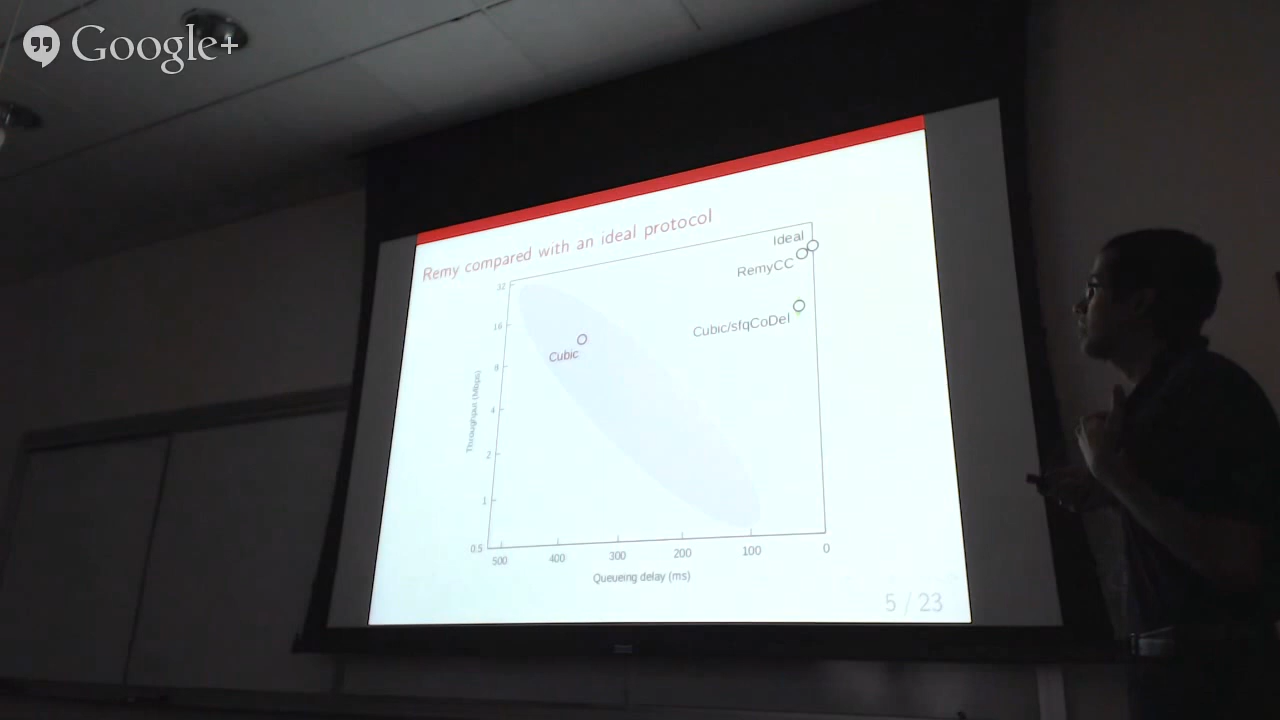 Google+
Remy compared with an ideal protocol
Ideal
RemyCC
Cubic/sfqCoDel
Cubic
32
16
8
4
2
1
0.5
Throughput (Mbps)
500 400 300 200 100 0
Queueing delay (ms)
5 / 23